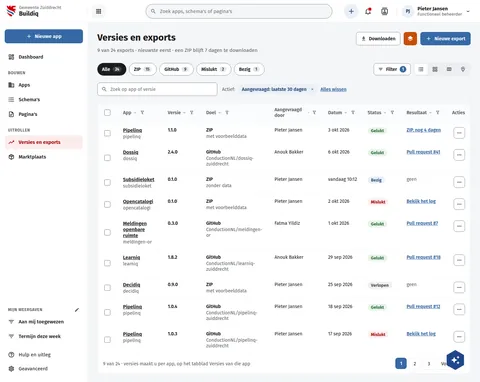 Gemeente Zuiddrecht
Buildiq
Zoek apps, schema's of pagina's
PJ
Pieter Jansen
Functioneel beheerder
+ Nieuwe app
Dashboard
BOUWEN
Apps
Schema's
Pagina's
UITROLLEN
Versies en exports
Marktplaats
MIJN WEERGAVEN
Aan mij toegewezen
Termijn deze week
Hulp en uitleg
Geavanceerd
Versies en exports
9 van 24 · nieuwste eerst · een ZIP blijft 7 dagen te downloaden
Downloaden
+ Nieuwe export
Alle 24
ZIP 11
GitHub 9
Mislukt 2
Bezig 1
Filter 1
Zoek op app of versie
Actief:
Aangevraagd: laatste 30 dagen ×
Alles wissen
App
Versie
Doel
Aangevraagd door
Datum
Status
Resultaat
Acties
Pipelinq
pipelinq
1.1.0
ZIP
met voorbeelddata
Pieter Jansen
3 okt 2026
Gelukt
ZIP, nog 4 dagen
Dossiq
dossiq
2.4.0
GitHub
ConductionNL/dossiq-
zuiddrecht
Anouk Bakker
6 okt 2026
Gelukt
Pull request #41
Subsidieloket
subsidieloket
0.1.0
ZIP
zonder data
Pieter Jansen
vandaag 10:12
Bezig
geen
Opencatalogi
opencatalogi
0.1.0
ZIP
met voorbeelddata
Pieter Jansen
2 okt 2026
Mislukt
Bekijk het log
Meldingen
openbare
ruimte
meldingen-or
0.3.0
GitHub
ConductionNL/meldingen-
or
Fatma Yildiz
1 okt 2026
Gelukt
Pull request #7
Learniq
learniq
1.8.2
GitHub
ConductionNL/learniq-
zuiddrecht
Anouk Bakker
29 sep 2026
Gelukt
Pull request #18
Decidiq
decidiq
0.9.0
ZIP
met voorbeelddata
Pieter Jansen
25 sep 2026
Verlopen
geen
Pipelinq
pipelinq
1.0.4
GitHub
ConductionNL/pipelinq-
zuiddrecht
Pieter Jansen
18 sep 2026
Gelukt
Pull request #12
Pipelinq
pipelinq
1.0.3
GitHub
ConductionNL/pipelinq-
zuiddrecht
Pieter Jansen
17 sep 2026
Mislukt
Bekijk het log
9 van 24 · versies maakt u per app, op het tabblad Versies van die app
1
2
3